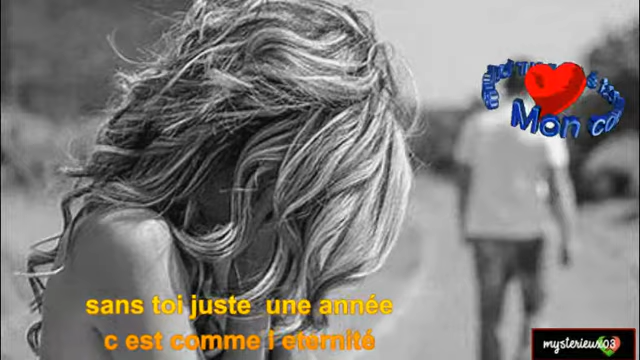 Mon
sans toi juste une année
c est comme l eternité
mysterieux03